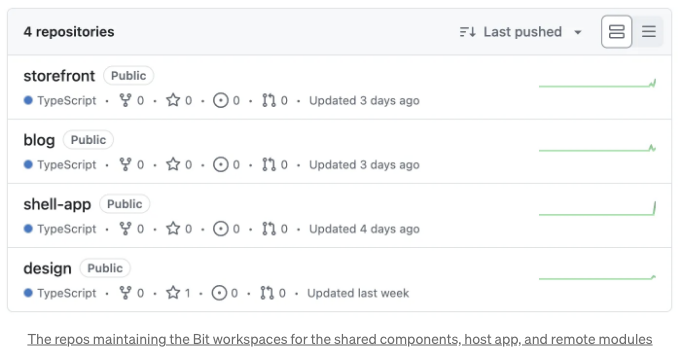 4 repositories Last pushed
storefront Public
TypeScript · 0 · 0 · 0 · 0 · Updated 3 days ago
blog Public
TypeScript · 0 · 0 · 0 · 0 · Updated 3 days ago
shell-app Public
TypeScript · 0 · 0 · 0 · 0 · Updated 4 days ago
design Public
TypeScript · 0 · 1 · 0 · 0 · Updated last week
The repos maintaining the Bit workspaces for the shared components, host app, and remote modules